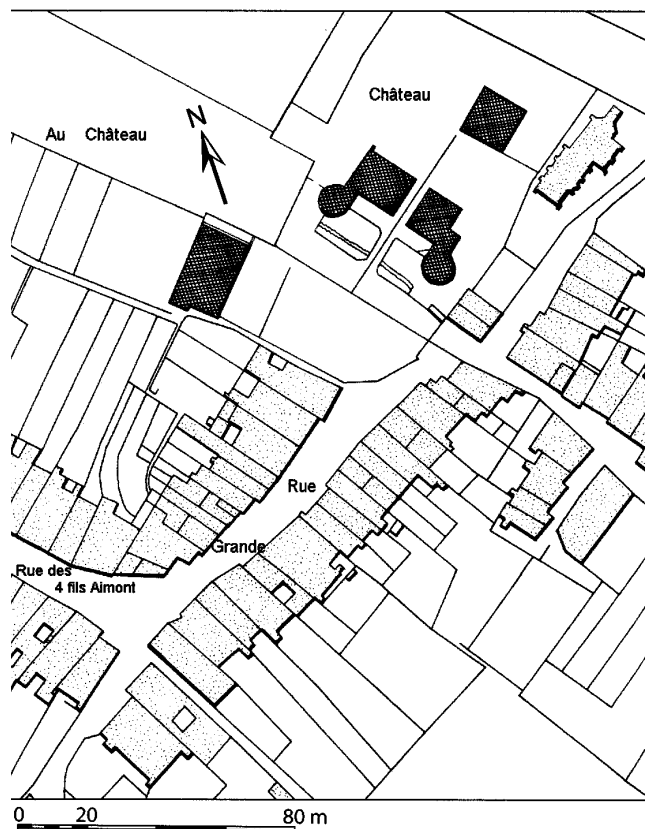 Château
Au Château
N
Rue
Grande
Rue des
4 fils Aimont
0 20 80 m